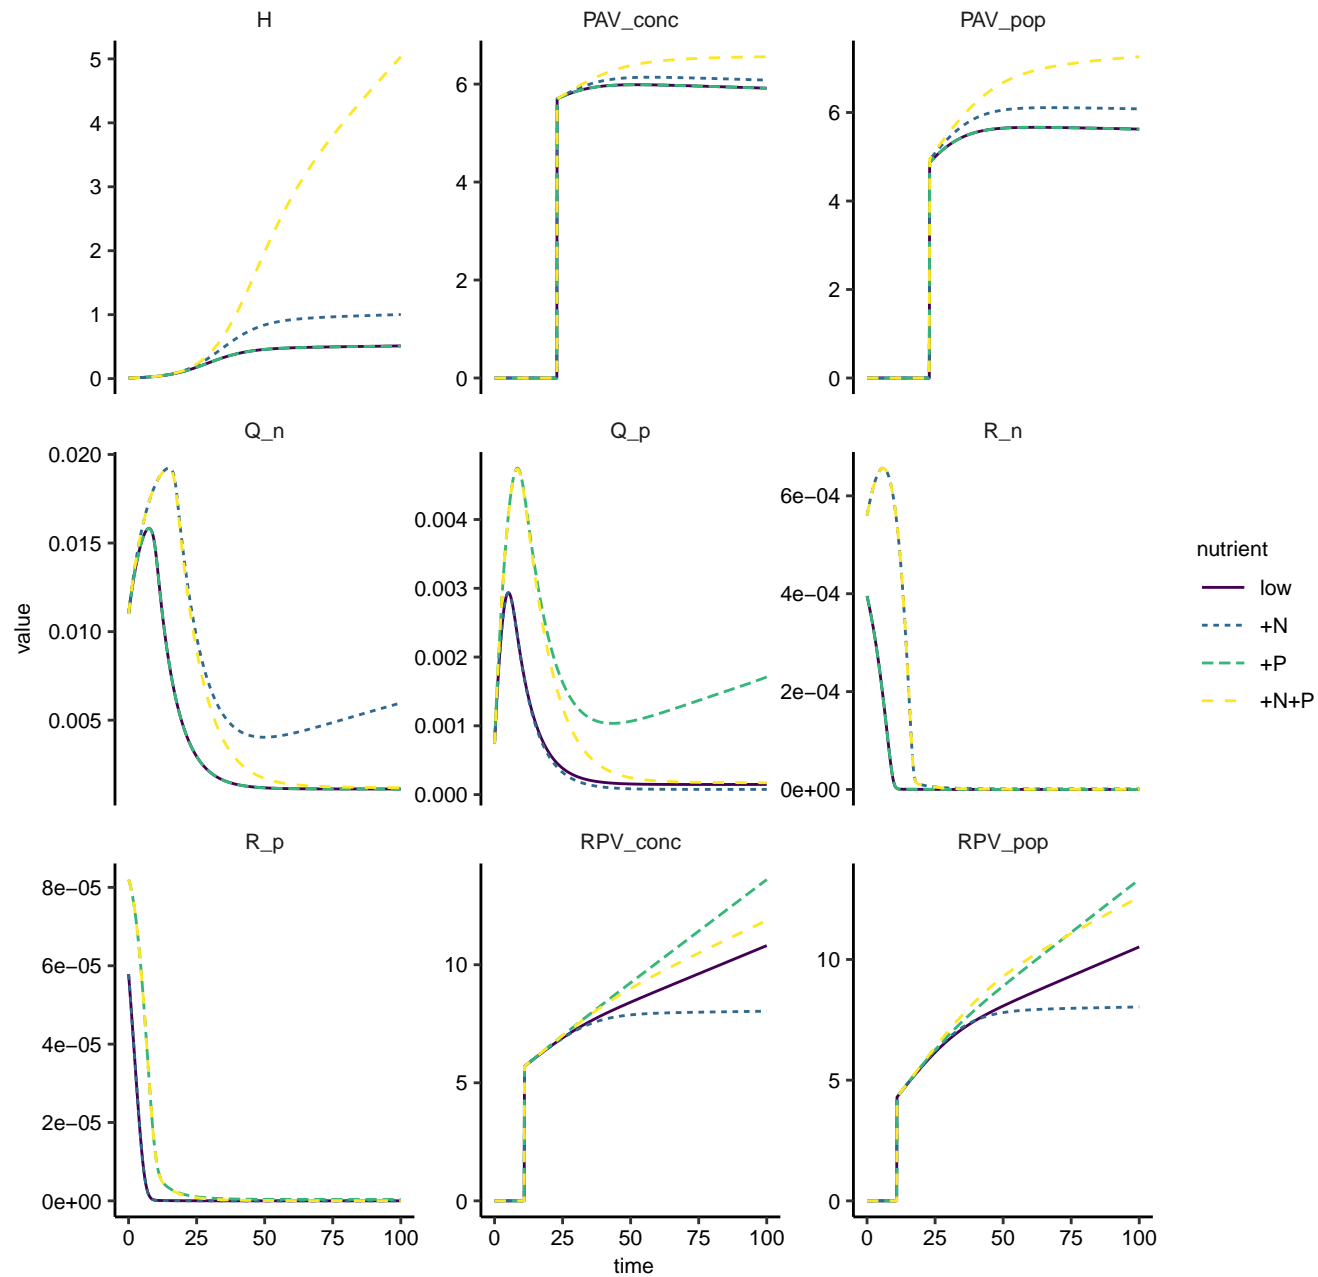 H
PAV_conc
PAV_pop
5
4
3
2
1
0
6
4
2
0
6
4
2
0
Q_n
Q_p
R_n
0.020
0.015
0.010
0.005
0.004
0.003
0.002
0.001
0.000
6e−04
4e−04
2e−04
0e+00
R_p
RPV_conc
RPV_pop
8e−05
6e−05
4e−05
2e−05
0e+00
10
5
0
10
5
0
0 25 50 75 100
0 25 50 75 100
0 25 50 75 100
time
value
nutrient
low
+N
+P
+N+P